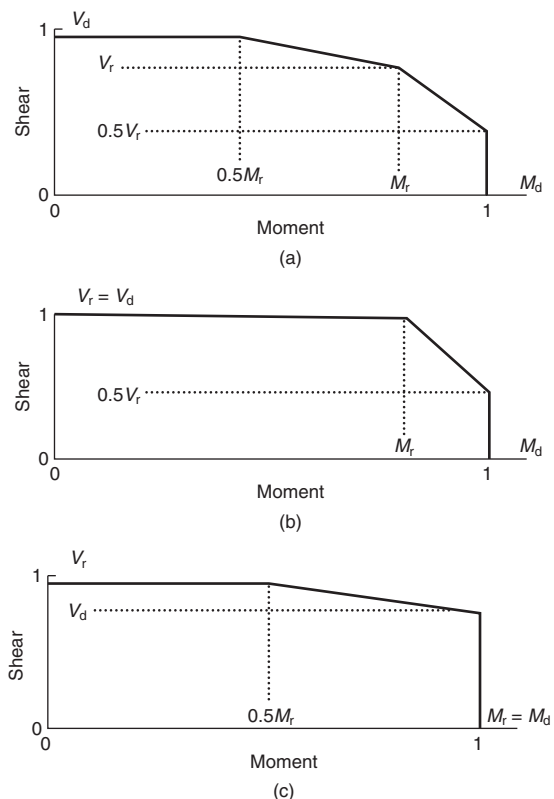 1
V_d
V_r
0.5V_r
Shear
0
0
0.5M_r
M_r
1
M_d
Moment
(a)
V_r = V_d
1
0.5V_r
Shear
0
0
M_r
1
M_d
Moment
(b)
V_r
1
V_d
Shear
0
0
0.5M_r
1
M_r = M_d
Moment
(c)